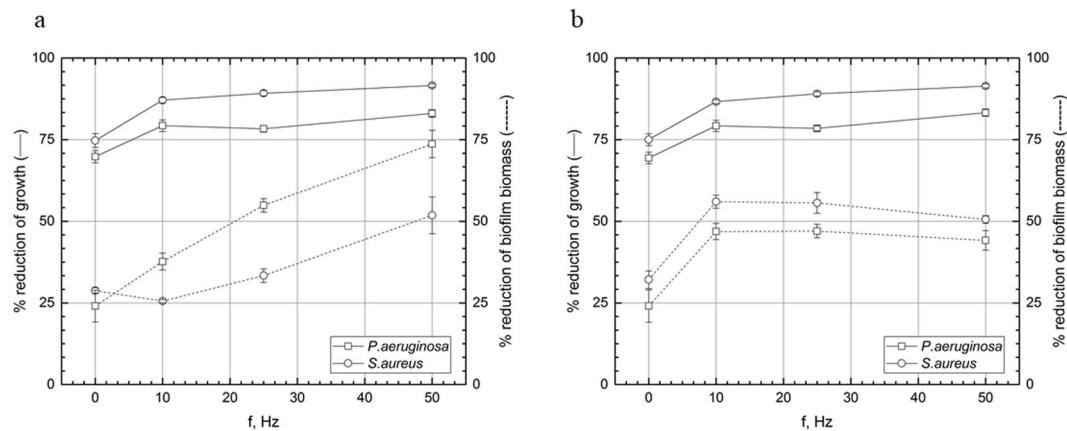 a
100
75
50
25
0
% reduction of growth (——)
100
75
50
25
0
% reduction of biofilm biomass (------)
P.aeruginosa
S.aureus
0 10 20 30 40 50
f, Hz
b
100
75
50
25
0
% reduction of growth (——)
100
75
50
25
0
% reduction of biofilm biomass (------)
P.aeruginosa
S.aureus
0 10 20 30 40 50
f, Hz